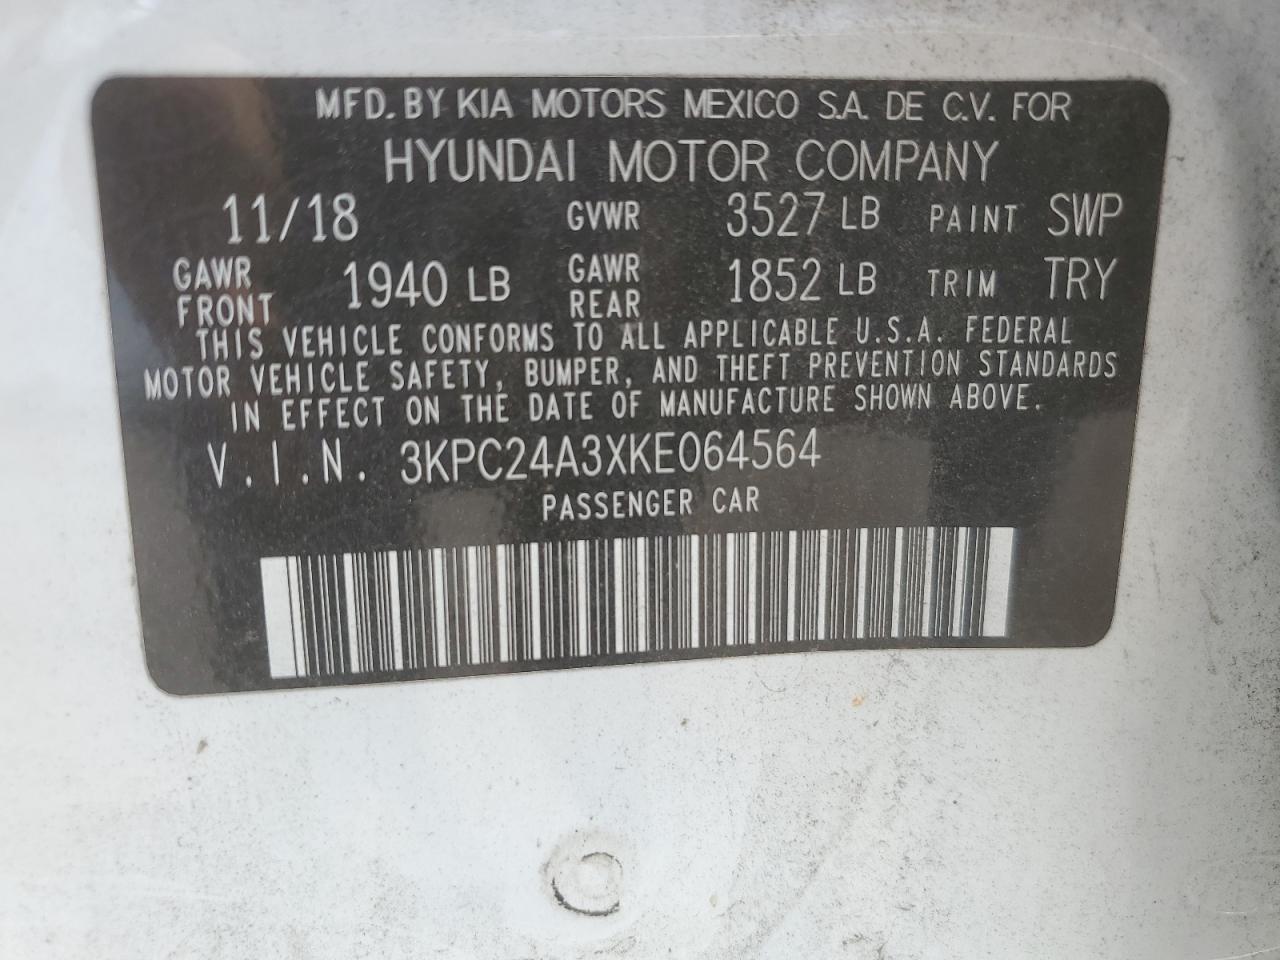 MFD. BY KIA MOTORS MEXICO S.A. DE C.V. FOR
HYUNDAI MOTOR COMPANY
11/18 GVWR 3527 LB PAINT SWP
GAWR FRONT 1940 LB GAWR REAR 1852 LB TRIM TRY
THIS VEHICLE CONFORMS TO ALL APPLICABLE U.S.A. FEDERAL
MOTOR VEHICLE SAFETY, BUMPER, AND THEFT PREVENTION STANDARDS
IN EFFECT ON THE DATE OF MANUFACTURE SHOWN ABOVE.
V.I.N. 3KPC24A3XKE064564
PASSENGER CAR